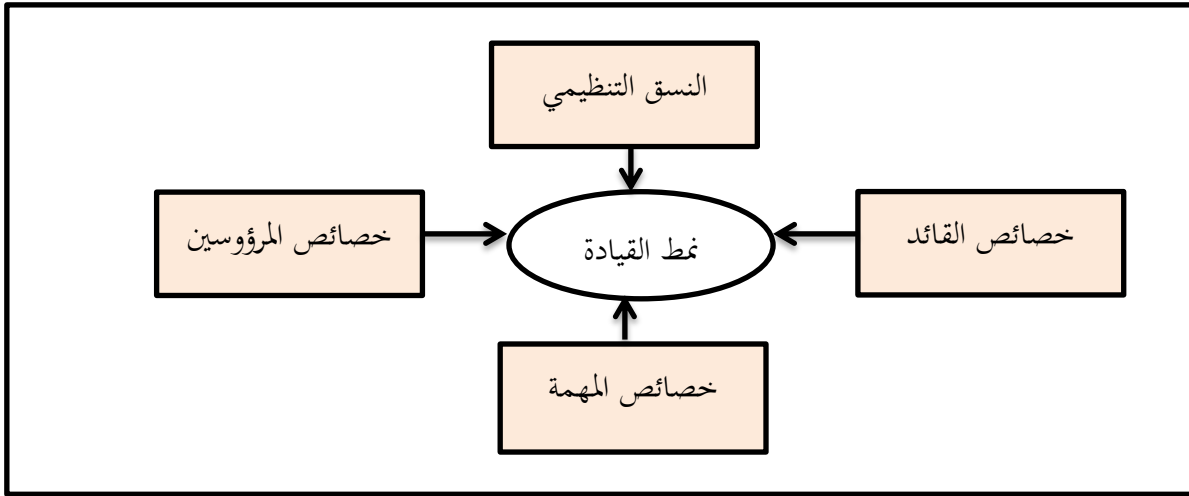 النسق التنظيمي
خصائص القائد
نمط القيادة
خصائص المرؤوسين
خصائص المهمة